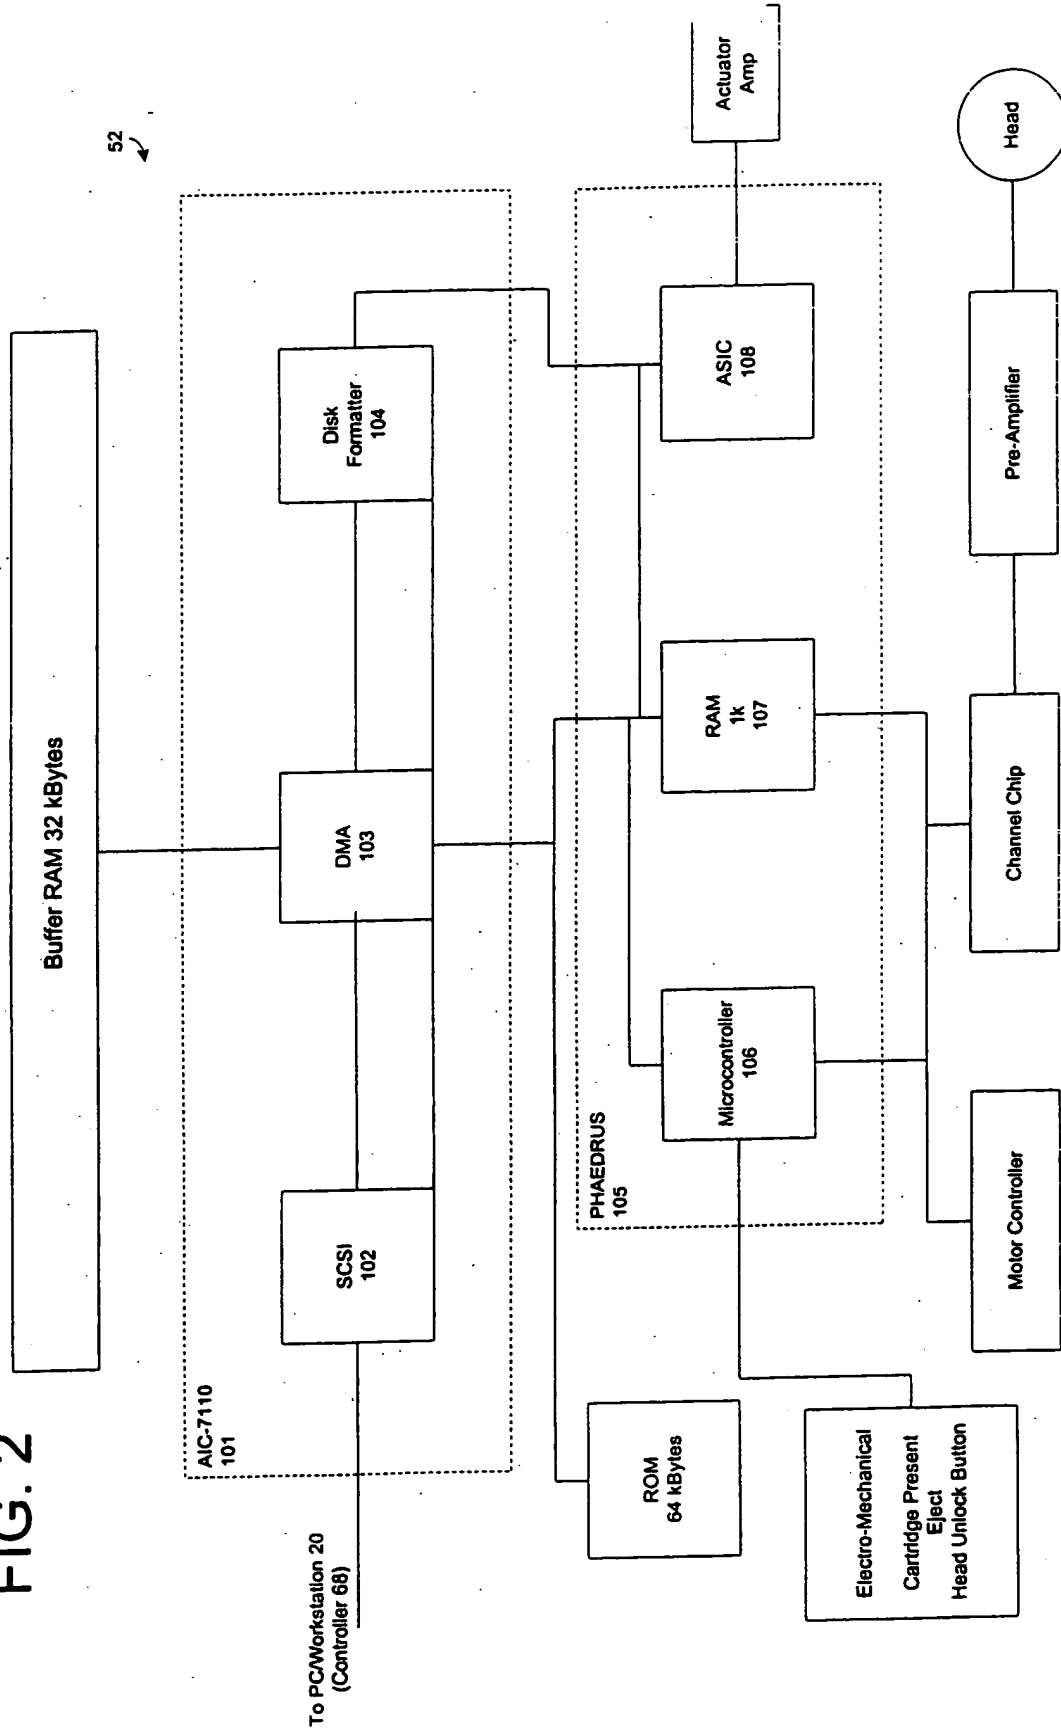 FIG. 2
52
Buffer RAM 32 kBytes
AIC-7110
101
SCSI
102
DMA
103
Disk
Formatter
104
To PC/Workstation 20
(Controller 68)
PHAEDRUS
105
Microcontroller
106
RAM
1k
107
ASIC
108
Actuator
Amp
ROM
64 kBytes
Electro-Mechanical
Cartridge Present
Eject
Head Unlock Button
Motor Controller
Channel Chip
Pre-Amplifier
Head